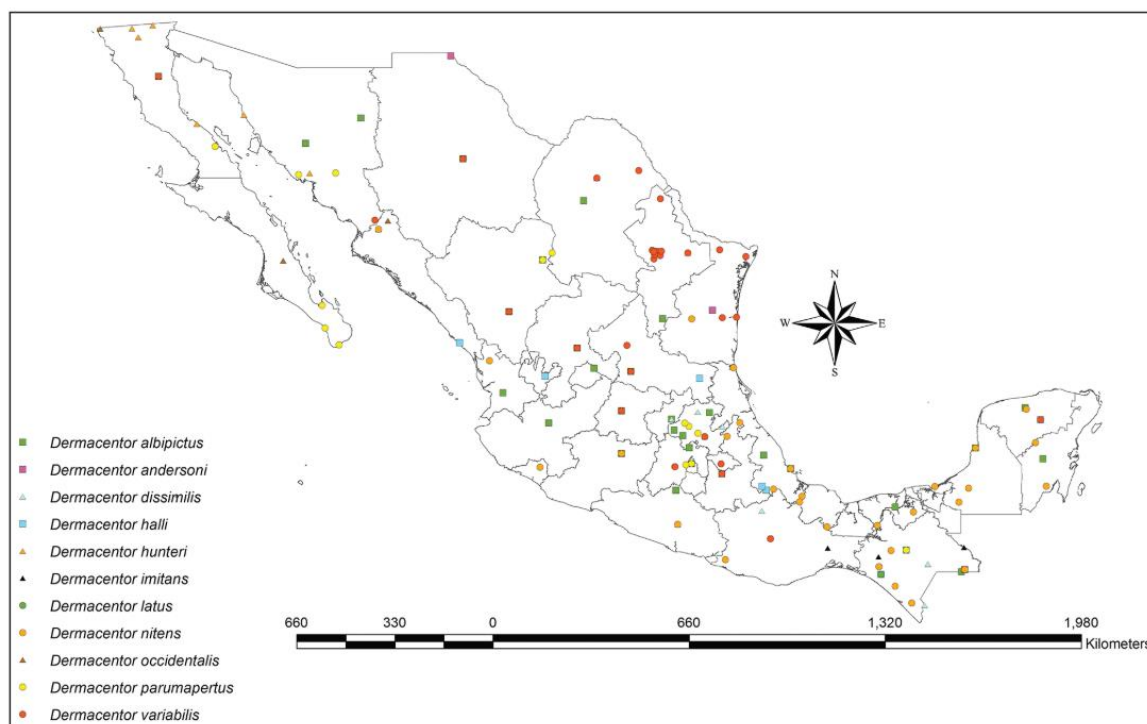 N
W
E
S
Dermacentor albipictus
Dermacentor andersoni
Dermacentor dissimilis
Dermacentor halli
Dermacentor hunteri
Dermacentor imitans
Dermacentor latus
Dermacentor nitens
Dermacentor occidentalis
Dermacentor parumapertus
Dermacentor variabilis
660 330 0 660 1,320 1,980
Kilometers